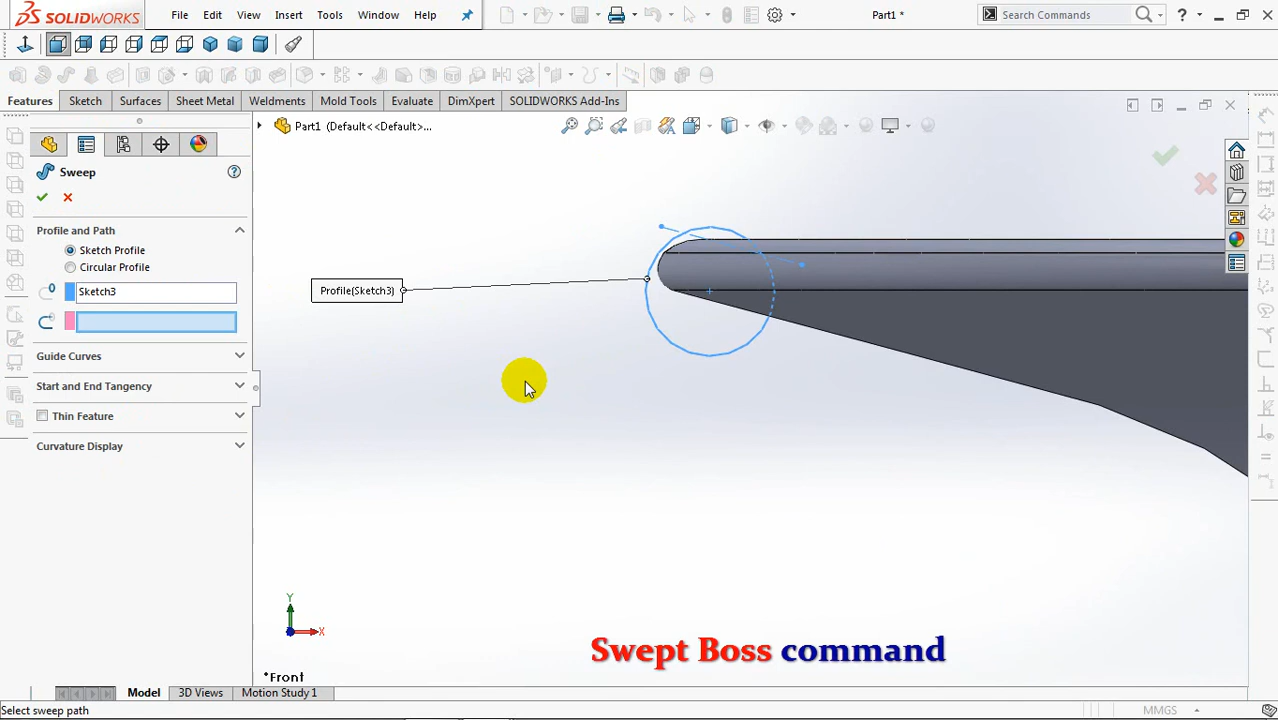 DS SOLIDWORKS
File Edit View Insert Tools Window Help
Part1 *
Search Commands
?
Features Sketch Surfaces Sheet Metal Weldments Mold Tools Evaluate DimXpert SOLIDWORKS Add-Ins
Part1 (Default<<Default>...
Sweep
?
Profile and Path
Sketch Profile
Circular Profile
Sketch3
Profile(Sketch3)
Guide Curves
Start and End Tangency
Thin Feature
Curvature Display
Y
X
Swept Boss command
*Front
Model 3D Views Motion Study 1
Select sweep path
MMGS